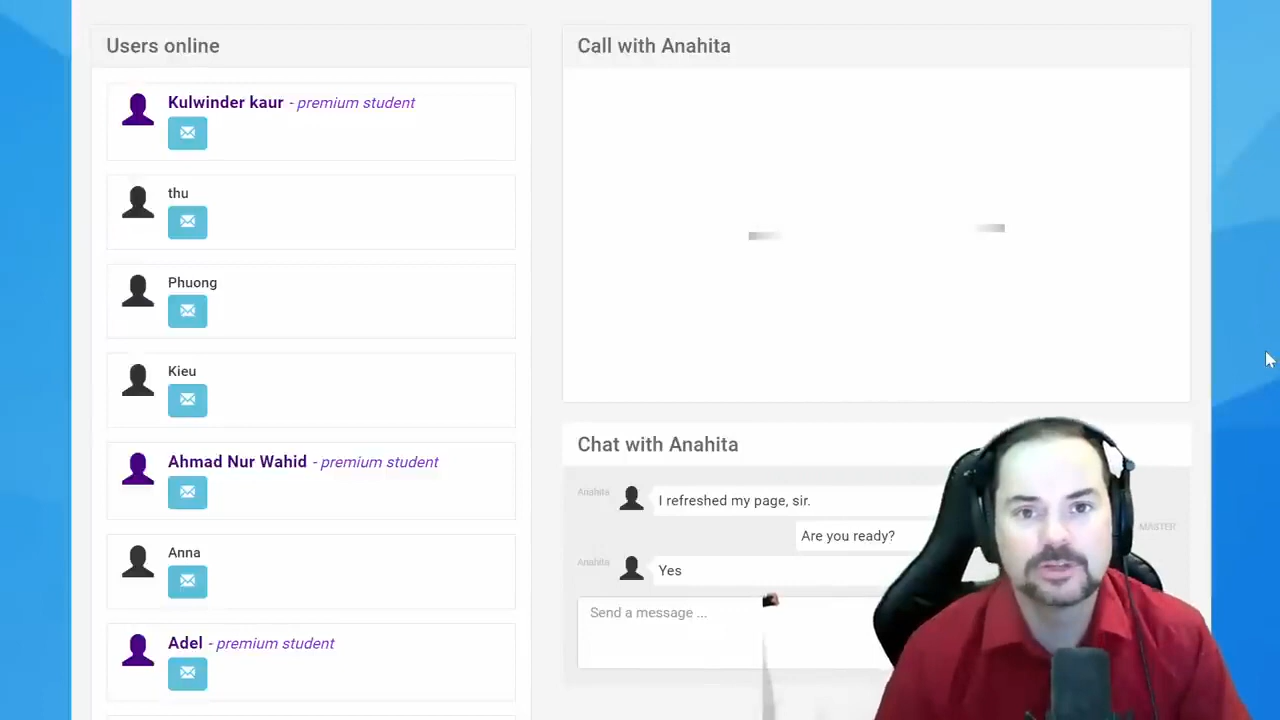 Users online
Kulwinder kaur - premium student
thu
Phuong
Kieu
Ahmad Nur Wahid - premium student
Anna
Adel - premium student
Call with Anahita
Chat with Anahita
Anahita
I refreshed my page, sir.
MASTER
Are you ready?
Anahita
Yes
Send a message ...